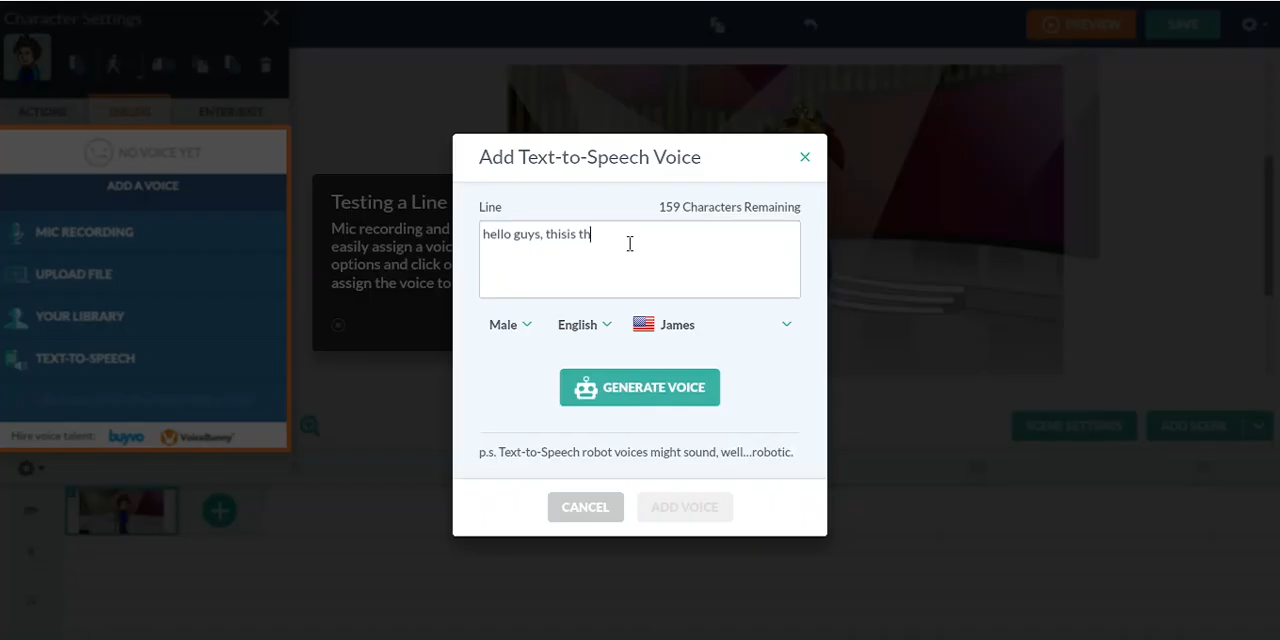 Character Settings
PREVIEW
SAVE
ACTIONS
DIALOG
ENTER/EXIT
NO VOICE YET
ADD A VOICE
MIC RECORDING
UPLOAD FILE
YOUR LIBRARY
TEXT-TO-SPEECH
Hire voice talent: buyvo VoiceBunny
Testing a Line
Mic recording and
easily assign a voic
options and click o
assign the voice to
Add Text-to-Speech Voice
Line 159 Characters Remaining
hello guys, thisis th
Male English James
GENERATE VOICE
p.s. Text-to-Speech robot voices might sound, well...robotic.
CANCEL ADD VOICE
SCENE SETTINGS
ADD SCENE